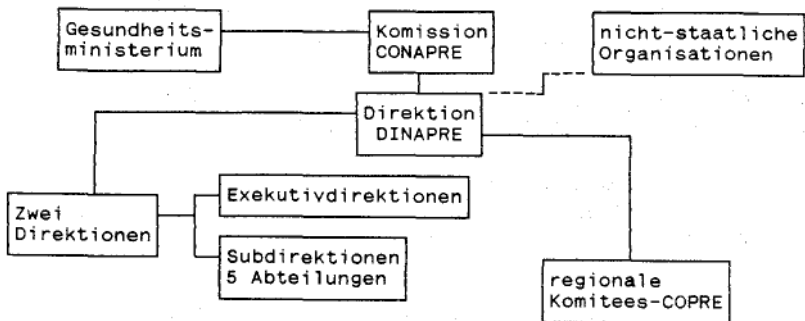 Gesundheits-
ministerium
Komission
CONAPRE
nicht-staatliche
Organisationen
Direktion
DINAPRE
Zwei
Direktionen
Exekutivdirektionen
Subdirektionen
5 Abteilungen
regionale
Komitees-COPRE